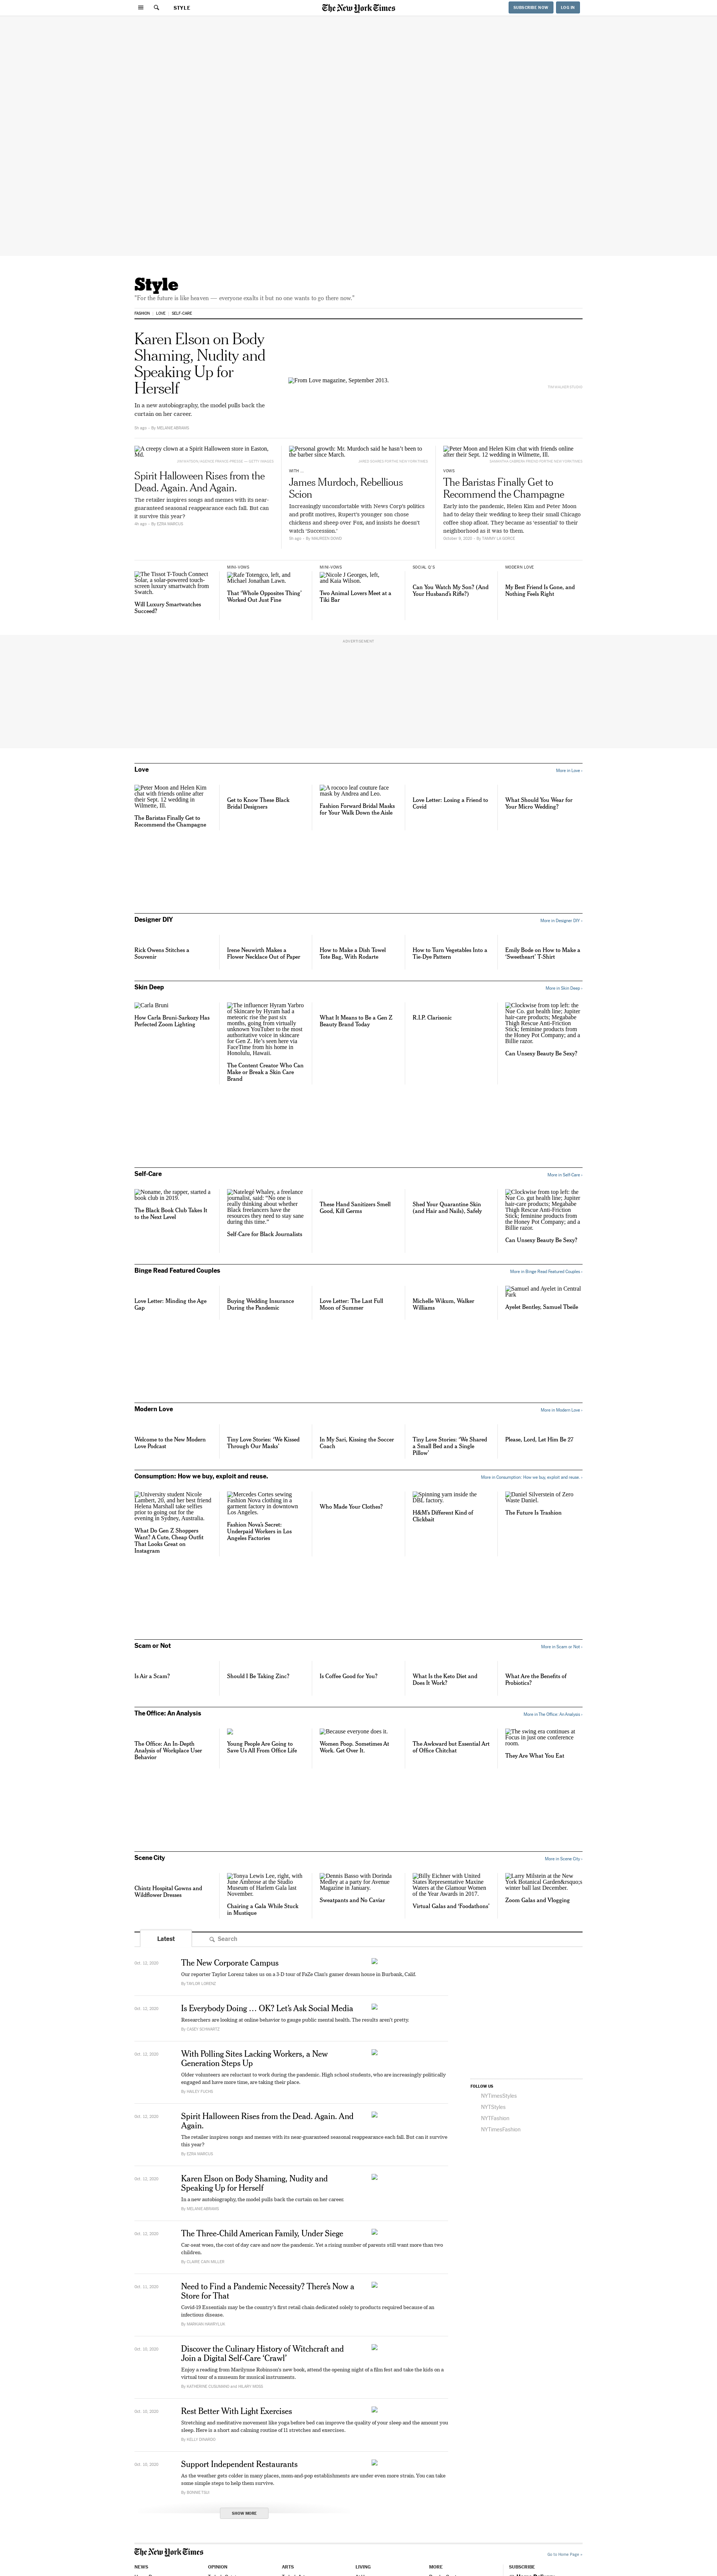 STYLE
The New York Times
SUBSCRIBE NOW
LOG IN
Style
"For the future is like heaven — everyone exalts it but no one wants to go there now."
FASHION
LOVE
SELF-CARE
Karen Elson on Body
Shaming, Nudity and
Speaking Up for
Herself
In a new autobiography, the model pulls back the
curtain on her career.
By MELANIE ABRAMS
From Love magazine, September 2013.
A creepy clown at a Spirit Halloween store in Easton,
Md.
Spirit Halloween Rises from the
Dead. Again. And Again.
The retailer inspires songs and memes with its near-
guaranteed seasonal reappearance each fall. But can
it survive this year?
4h ago · By EZRA MARCUS
Personal growth: Mr. Murdoch said he hasn't been to
the barber since March.
WITH ...
James Murdoch, Rebellious
Scion
Increasingly uncomfortable with News Corp's politics
and profit motives, Rupert's younger son chose
chickens and sheep over Fox, and insists he doesn't
watch 'Succession.'
By MAUREEN DOWD
Peter Moon and Helen Kim chat with friends online
after their Sept. 12 wedding in Wilmette, Ill.
VOWS
The Baristas Finally Get to
Recommend the Champagne
Early into the pandemic, Helen Kim and Peter Moon
had to delay their wedding to keep their small Chicago
coffee shop afloat. They became as 'essential' to their
neighborhood as it was to them.
October 9, 2020 · By TAMMY LA GORCE
The Tissot T-Touch Connect
Solar, a solar-powered touch-
screen luxury smartwatch from
Swatch.
Will Luxury Smartwatches
Succeed?
MINI-VOWS
Rafe Totengco, left, and
Michael Jonathan Lawn.
That 'Whole Opposites Thing'
Worked Out Just Fine
MINI-VOWS
Nicole J Georges, left,
and Kaia Wilson.
Two Animal Lovers Meet at a
Tiki Bar
SOCIAL Q'S
Can You Watch My Son? (And
Your Husband's Rifle?)
MODERN LOVE
My Best Friend Is Gone, and
Nothing Feels Right
ADVERTISEMENT
Love
More in Love ›
Peter Moon and Helen Kim
chat with friends online after
their Sept. 12 wedding in
Wilmette, Ill.
The Baristas Finally Get to
Recommend the Champagne
Get to Know These Black
Bridal Designers
A rococo leaf couture face
mask by Andrea and Leo.
Fashion Forward Bridal Masks
for Your Walk Down the Aisle
Love Letter: Losing a Friend to
Covid
What Should You Wear for
Your Micro Wedding?
Designer DIY
More in Designer DIY ›
Rick Owens Stitches a
Souvenir
Irene Neuwirth Makes a
Flower Necklace Out of Paper
How to Make a Dish Towel
Tote Bag, With Rodarte
How to Turn Vegetables Into a
Tie-Dye Pattern
Emily Bode on How to Make a
'Sweetheart' T-Shirt
Skin Deep
More in Skin Deep ›
Carla Bruni
How Carla Bruni-Sarkozy Has
Perfected Zoom Lighting
The influencer Hyram Yarbro
of Skincare by Hyram had a
meteoric rise the past six
months, going from virtually
unknown YouTuber to the most
authoritative voice in skincare
for Gen Z. He's seen here via
FaceTime from his home in
Honolulu, Hawaii.
The Content Creator Who Can
Make or Break a Skin Care
Brand
What It Means to Be a Gen Z
Beauty Brand Today
R.I.P. Clarisonic
Clockwise from top left: the
Nue Co. gut health line; Jupiter
hair-care products; Megababe
Thigh Rescue Anti-Friction
Stick; feminine products from
the Honey Pot Company; and a
Billie razor.
Can Unsexy Beauty Be Sexy?
Self-Care
More in Self-Care ›
Noname, the rapper, started a
book club in 2019.
The Black Book Club Takes It
to the Next Level
Natelegé Whaley, a freelance
journalist, said: "No one is
really thinking about whether
Black freelancers have the
resources they need to stay sane
during this time."
Self-Care for Black Journalists
These Hand Sanitizers Smell
Good, Kill Germs
Shed Your Quarantine Skin
(and Hair and Nails), Safely
Clockwise from top left: the
Nue Co. gut health line; Jupiter
hair-care products; Megababe
Thigh Rescue Anti-Friction
Stick; feminine products from
the Honey Pot Company; and a
Billie razor.
Can Unsexy Beauty Be Sexy?
Binge Read Featured Couples
More in Binge Read Featured Couples ›
Love Letter: Minding the Age
Gap
Buying Wedding Insurance
During the Pandemic
Love Letter: The Last Full
Moon of Summer
Michelle Wikum, Walker
Williams
Samuel and Ayelet in Central
Park
Ayelet Bentley, Samuel Theile
Modern Love
More in Modern Love ›
Welcome to the New Modern
Love Podcast
Tiny Love Stories: 'We Kissed
Through Our Masks'
In My Sari, Kissing the Soccer
Coach
Tiny Love Stories: 'We Shared
a Small Bed and a Single
Pillow'
Please, Lord, Let Him Be 27
Consumption: How we buy, exploit and reuse.
More in Consumption: How we buy, exploit and reuse. ›
University student Nicole
Lambert, 20, and her best friend
Helena Marshall take selfies
prior to going out for the
evening in Sydney, Australia.
What Do Gen Z Shoppers
Want? A Cute, Cheap Outfit
That Looks Great on
Instagram
Mercedes Cortes sewing
Fashion Nova clothing in a
garment factory in downtown
Los Angeles.
Fashion Nova's Secret:
Underpaid Workers in Los
Angeles Factories
Who Made Your Clothes?
Spinning yarn inside the
DBL factory.
H&M's Different Kind of
Clickbait
Daniel Silverstein of Zero
Waste Daniel.
The Future Is Trashion
Scam or Not
More in Scam or Not ›
Is Air a Scam?
Should I Be Taking Zinc?
Is Coffee Good for You?
What Is the Keto Diet and
Does It Work?
What Are the Benefits of
Probiotics?
The Office: An Analysis
More in The Office: An Analysis ›
The Office: An In-Depth
Analysis of Workplace User
Behavior
Young People Are Going to
Save Us All From Office Life
Because everyone does it.
Women Poop. Sometimes At
Work. Get Over It.
The Awkward but Essential Art
of Office Chitchat
The swing era continues at
Focus in just one conference
room.
They Are What You Eat
Scene City
More in Scene City ›
Chintz Hospital Gowns and
Wildflower Dresses
Tonya Lewis Lee, right, with
June Ambrose at the Studio
Museum of Harlem Gala last
November.
Chairing a Gala While Stuck
in Mustique
Dennis Basso with Dorinda
Medley at a party for Avenue
Magazine in January.
Sweatpants and No Caviar
Billy Eichner with United
States Representative Maxine
Waters at the Glamour Women
of the Year Awards in 2017.
Virtual Galas and 'Foodathons'
Larry Milstein at the New
York Botanical Garden&rsquo;s
winter ball last December.
Zoom Galas and Vlogging
Latest
Search
Oct. 12, 2020
The New Corporate Campus
Our reporter Taylor Lorenz takes us on a 3-D tour of FaZe Clan's gamer dream house in Burbank, Calif.
By TAYLOR LORENZ
Oct. 12, 2020
Is Everybody Doing … OK? Let's Ask Social Media
Researchers are looking at online behavior to gauge public mental health. The results aren't pretty.
By CASEY SCHWARTZ
Oct. 12, 2020
With Polling Sites Lacking Workers, a New
Generation Steps Up
Older volunteers are reluctant to work during the pandemic. High school students, who are increasingly politically
engaged and have more time, are taking their place.
By HAILEY FUCHS
Oct. 12, 2020
Spirit Halloween Rises from the Dead. Again. And
Again.
The retailer inspires songs and memes with its near-guaranteed seasonal reappearance each fall. But can it survive
this year?
By EZRA MARCUS
Oct. 12, 2020
Karen Elson on Body Shaming, Nudity and
Speaking Up for Herself
In a new autobiography, the model pulls back the curtain on her career.
By MELANIE ABRAMS
Oct. 12, 2020
The Three-Child American Family, Under Siege
Car-seat woes, the cost of day care and now the pandemic. Yet a rising number of parents still want more than two
children.
By CLAIRE CAIN MILLER
Oct. 11, 2020
Need to Find a Pandemic Necessity? There's Now a
Store for That
Covid-19 Essentials may be the country's first retail chain dedicated solely to products required because of an
infectious disease.
By MARKIAN HAWRYLUK
Oct. 10, 2020
Discover the Culinary History of Witchcraft and
Join a Digital Self-Care 'Crawl'
Enjoy a reading from Marilynne Robinson's new book, attend the opening night of a film fest and take the kids on a
virtual tour of a museum for musical instruments.
By KATHERINE CUSUMANO and HILARY MOSS
Oct. 10, 2020
Rest Better With Light Exercises
Stretching and meditative movement like yoga before bed can improve the quality of your sleep and the amount you
sleep. Here is a short and calming routine of 11 stretches and exercises.
By KELLY DINARDO
Oct. 10, 2020
Support Independent Restaurants
As the weather gets colder in many places, mom-and-pop establishments are under even more strain. You can take
some simple steps to help them survive.
By BONNIE TSUI
SHOW MORE
FOLLOW US
NYTimesStyles
NYTStyles
NYTFashion
NYTimesFashion
The New York Times
Go to Home Page »
NEWS
OPINION
ARTS
LIVING
MORE
SUBSCRIBE